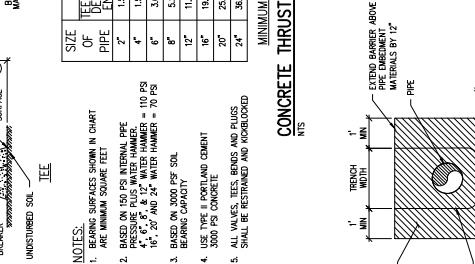 UNDISTURBED SOIL
TEE
SIZE
OF
PIPE
TEE
2"
4"
6"
8"
12"
16"
20"
24"
MINIMUM
NOTES:
1. BEARING SURFACES SHOWN IN CHART
ARE MINIMUM SQUARE FEET
2. BASED ON 150 PSI INTERNAL PIPE
PRESSURE PLUS WATER HAMMER.
4", 6", 8", & 12" WATER HAMMER = 110 PSI
16", 20" AND 24" WATER HAMMER = 70 PSI
3. BASED ON 3000 PSF SOIL
BEARING CAPACITY
4. USE TYPE II PORTLAND CEMENT
3000 PSI CONCRETE
5. ALL VALVES, TEES, BENDS AND PLUGS
SHALL BE RESTRAINED AND KICKBLOCKED
CONCRETE THRUST
NTS
EXTEND BARRIER ABOVE
PIPE EMBEDMENT
MATERIALS BY 12"
PIPE
1'
MIN
TRENCH
WIDTH
1'
MIN